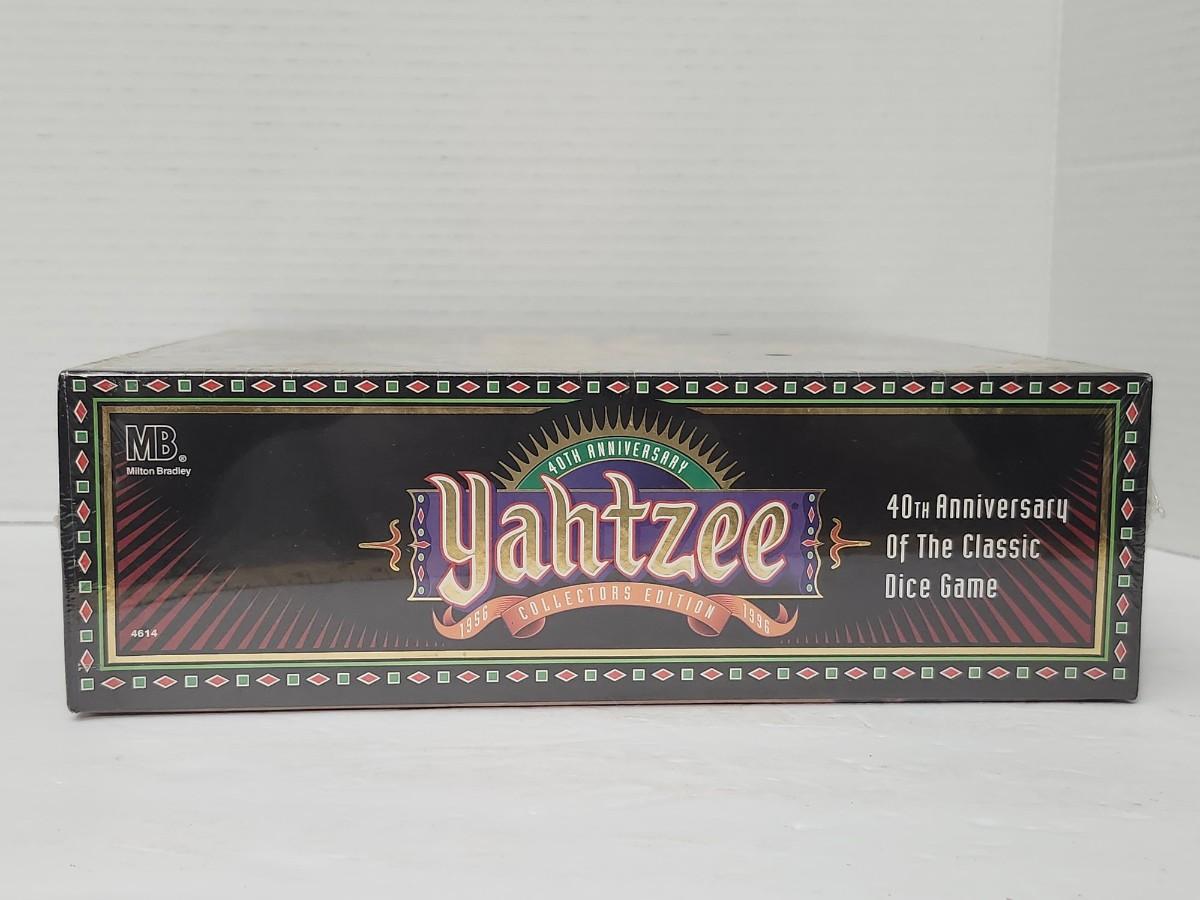 MB®
Milton Bradley
40TH ANNIVERSARY
Yahtzee
1956 COLLECTORS EDITION 1996
40TH Anniversary
Of The Classic
Dice Game
4614